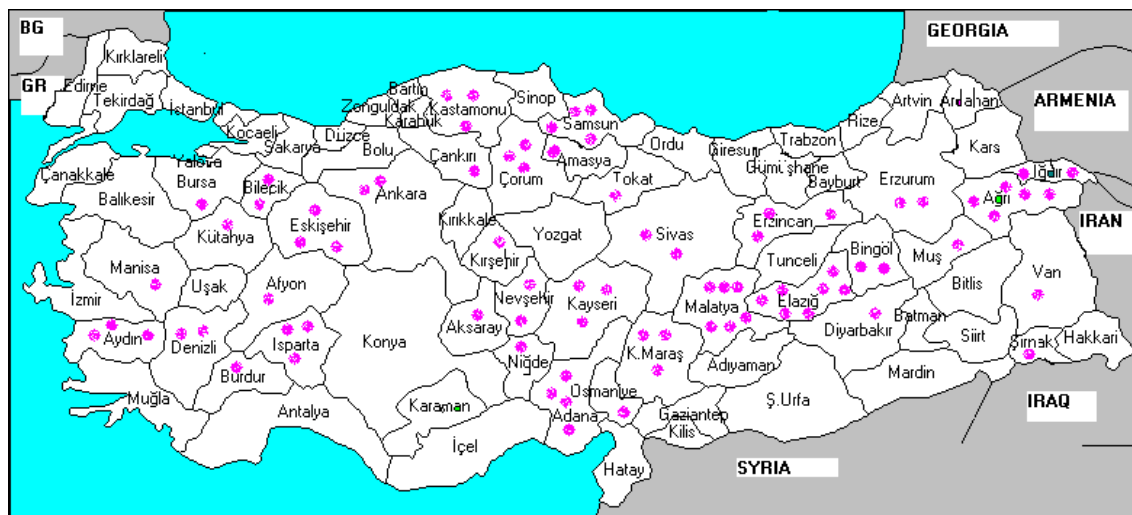 BG
GEORGIA
Kırklareli
GR
Edirne
Tekirdağ
İstanbul
Kocaeli
Sakarya
Düzce
Bolu
Zonguldak
Bartın
Karabük
Kastamonu
Sinop
Samsun
Çankırı
Çorum
Amasya
Ordu
Giresun
Trabzon
Gümüşhane
Bayburt
Rize
Artvin
Ardahan
ARMENIA
Kars
Iğdır
Ağrı
Erzurum
IRAN
Çanakkale
Balıkesir
Yalova
Bursa
Bilecik
Ankara
Tokat
Kütahya
Eskişehir
Kırıkkale
Yozgat
Sivas
Erzincan
Tunceli
Bingöl
Muş
Bitlis
Van
Manisa
Uşak
Afyon
Kırşehir
Nevşehir
Kayseri
Malatya
Elazığ
Diyarbakır
Batman
Siirt
Şırnak
Hakkari
İzmir
Aydın
Denizli
Isparta
Burdur
Konya
Aksaray
Niğde
K.Maraş
Adıyaman
Mardin
Muğla
Antalya
Karaman
İçel
Adana
Osmaniye
Gaziantep
Kilis
Ş.Urfa
Hatay
SYRIA
IRAQ